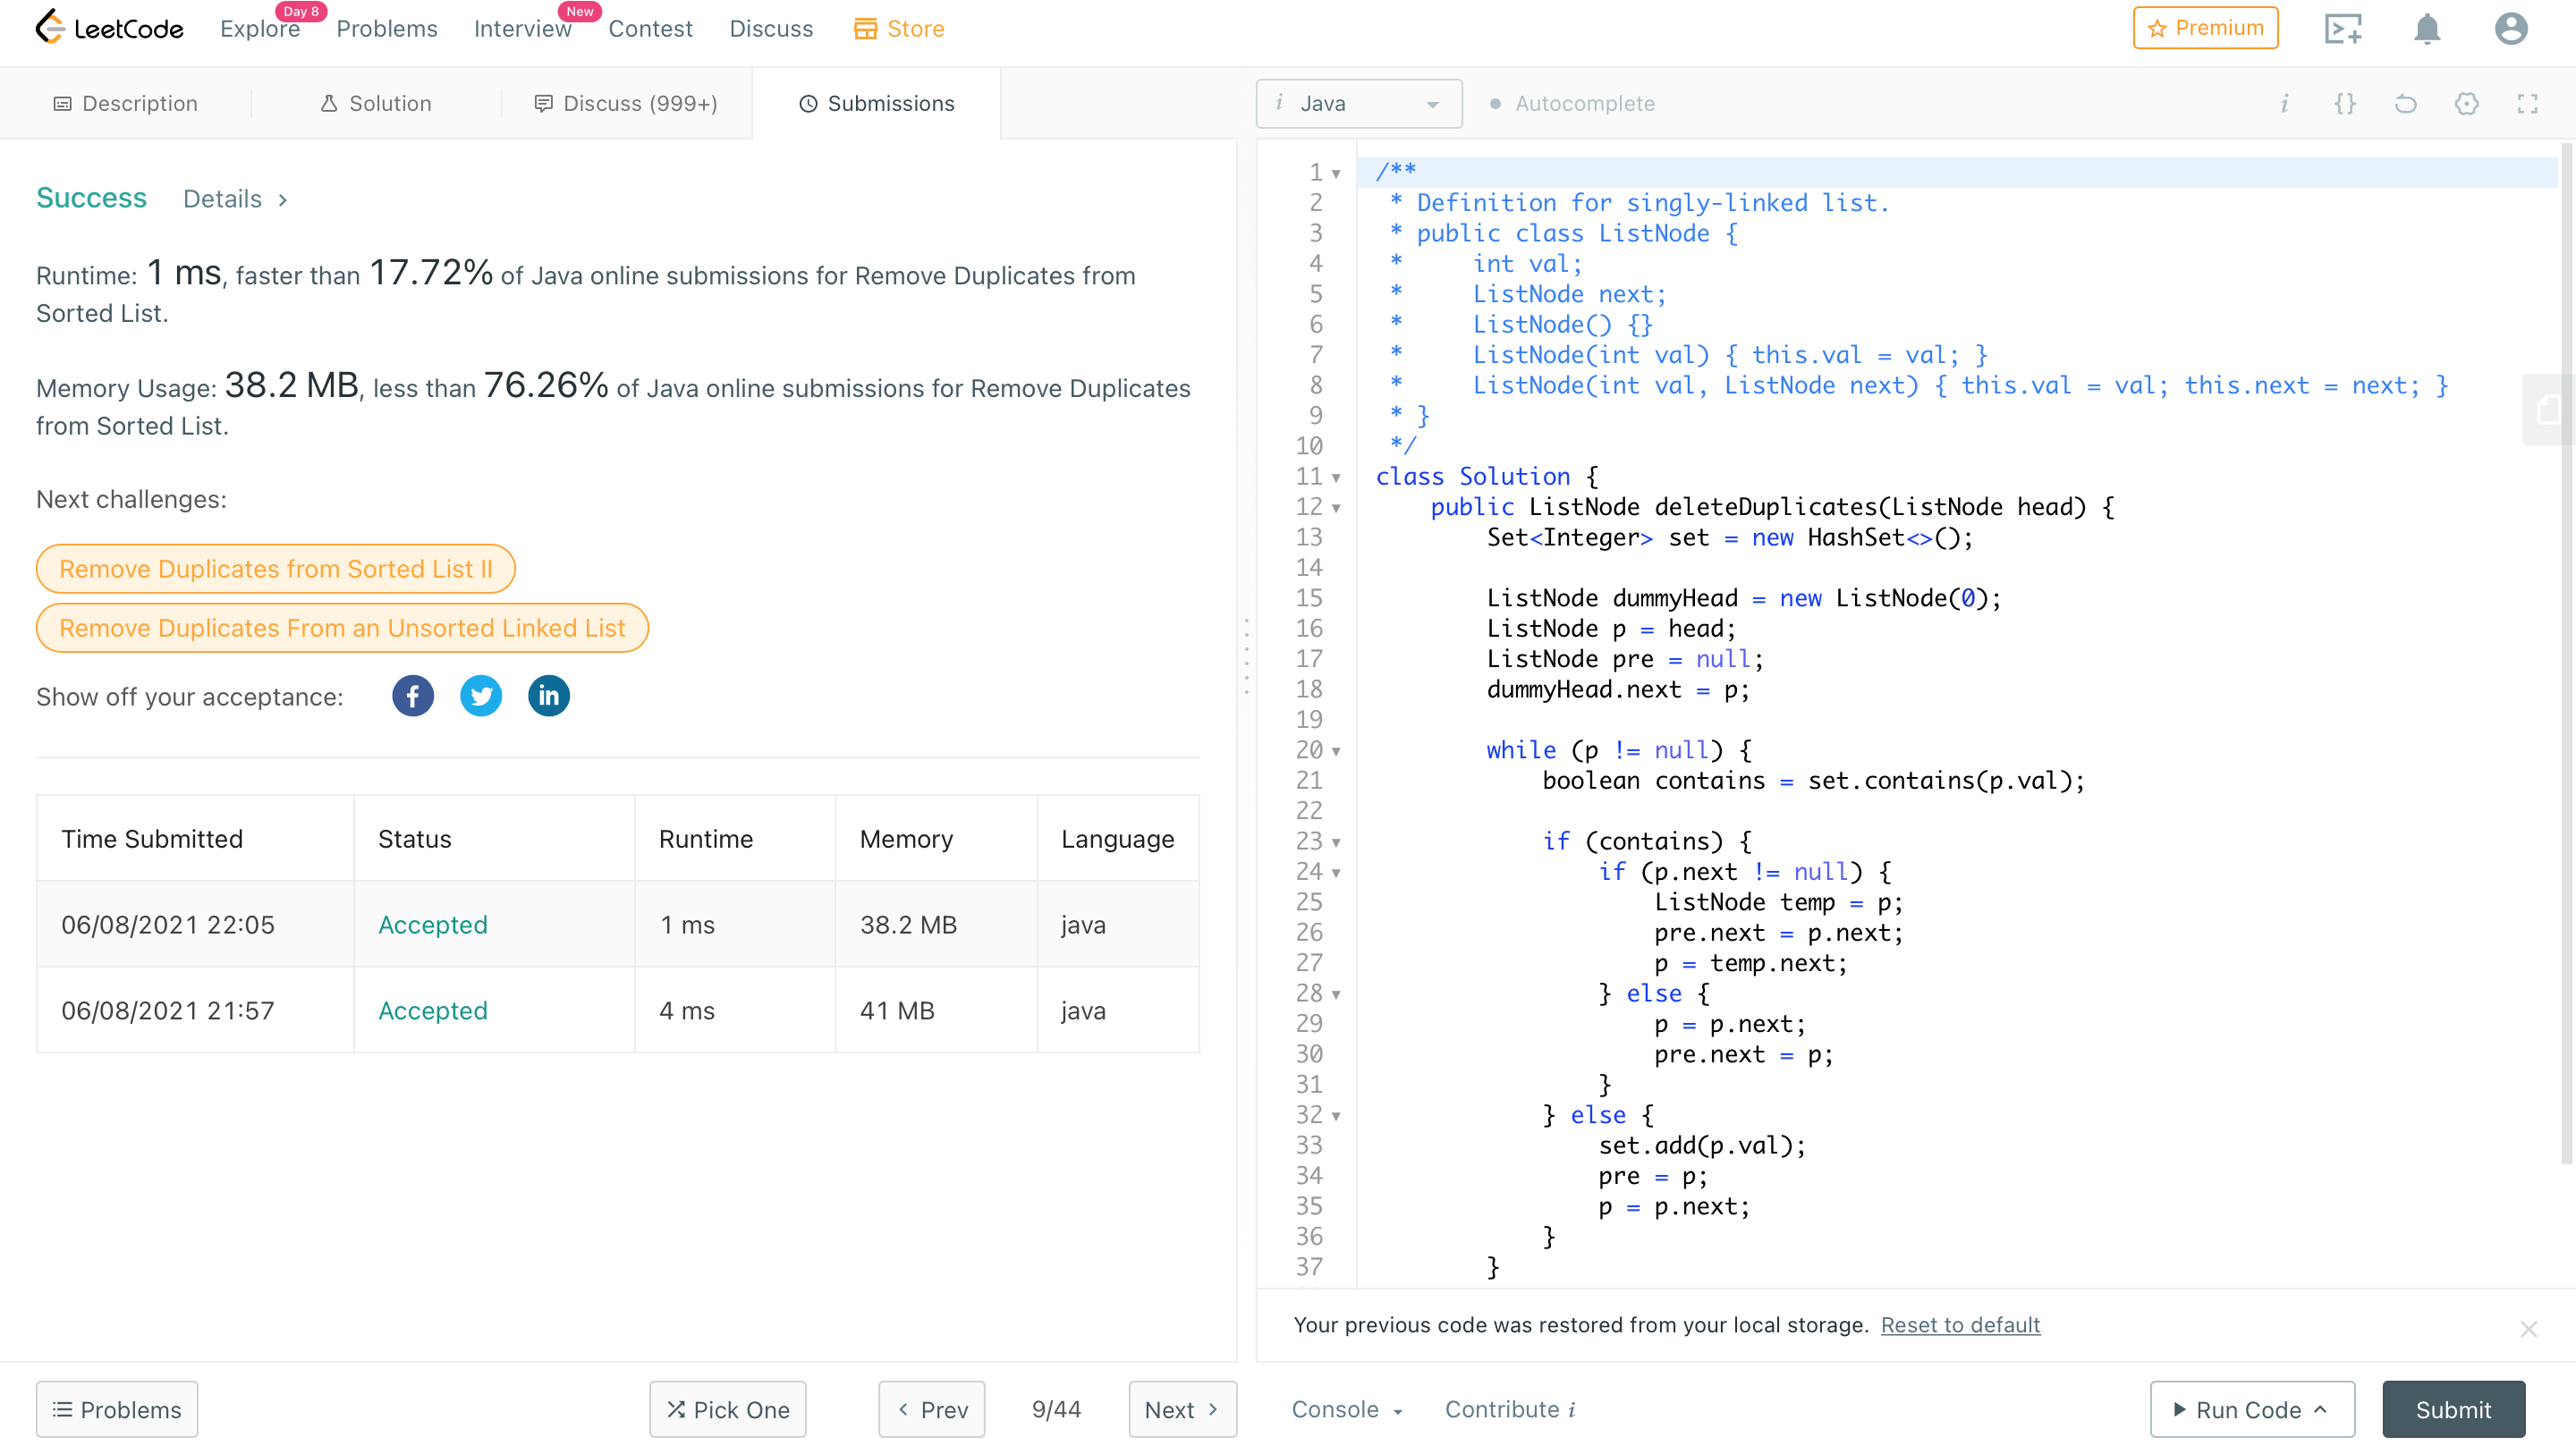 LeetCode Explore Day 8 Problems Interview New Contest Discuss Store Premium
Description Solution Discuss (999+) Submissions
Success Details >
Runtime: 1 ms, faster than 17.72% of Java online submissions for Remove Duplicates from
Sorted List.
Memory Usage: 38.2 MB, less than 76.26% of Java online submissions for Remove Duplicates
from Sorted List.
Next challenges:
Remove Duplicates from Sorted List II
Remove Duplicates From an Unsorted Linked List
Show off your acceptance:
Time Submitted Status Runtime Memory Language
06/08/2021 22:05 Accepted 1 ms 38.2 MB java
06/08/2021 21:57 Accepted 4 ms 41 MB java
i Java Autocomplete i {}
1 /**
2  * Definition for singly-linked list.
3  * public class ListNode {
4  *     int val;
5  *     ListNode next;
6  *     ListNode() {}
7  *     ListNode(int val) { this.val = val; }
8  *     ListNode(int val, ListNode next) { this.val = val; this.next = next; }
9  * }
10  */
11 class Solution {
12     public ListNode deleteDuplicates(ListNode head) {
13         Set<Integer> set = new HashSet<>();
14
15         ListNode dummyHead = new ListNode(0);
16         ListNode p = head;
17         ListNode pre = null;
18         dummyHead.next = p;
19
20         while (p != null) {
21             boolean contains = set.contains(p.val);
22
23             if (contains) {
24                 if (p.next != null) {
25                     ListNode temp = p;
26                     pre.next = p.next;
27                     p = temp.next;
28                 } else {
29                     p = p.next;
30                     pre.next = p;
31                 }
32             } else {
33                 set.add(p.val);
34                 pre = p;
35                 p = p.next;
36             }
37         }
Your previous code was restored from your local storage. Reset to default
Problems Pick One < Prev 9/44 Next > Console Contribute i Run Code Submit